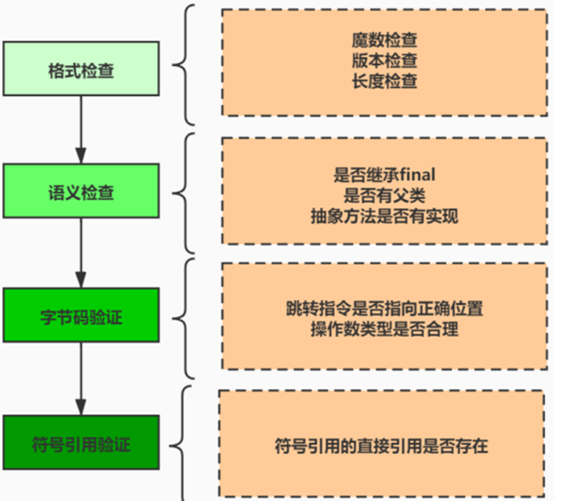 格式检查
魔数检查
版本检查
长度检查
语义检查
是否继承final
是否有父类
抽象方法是否有实现
字节码验证
跳转指令是否指向正确位置
操作数类型是否合理
符号引用验证
符号引用的直接引用是否存在